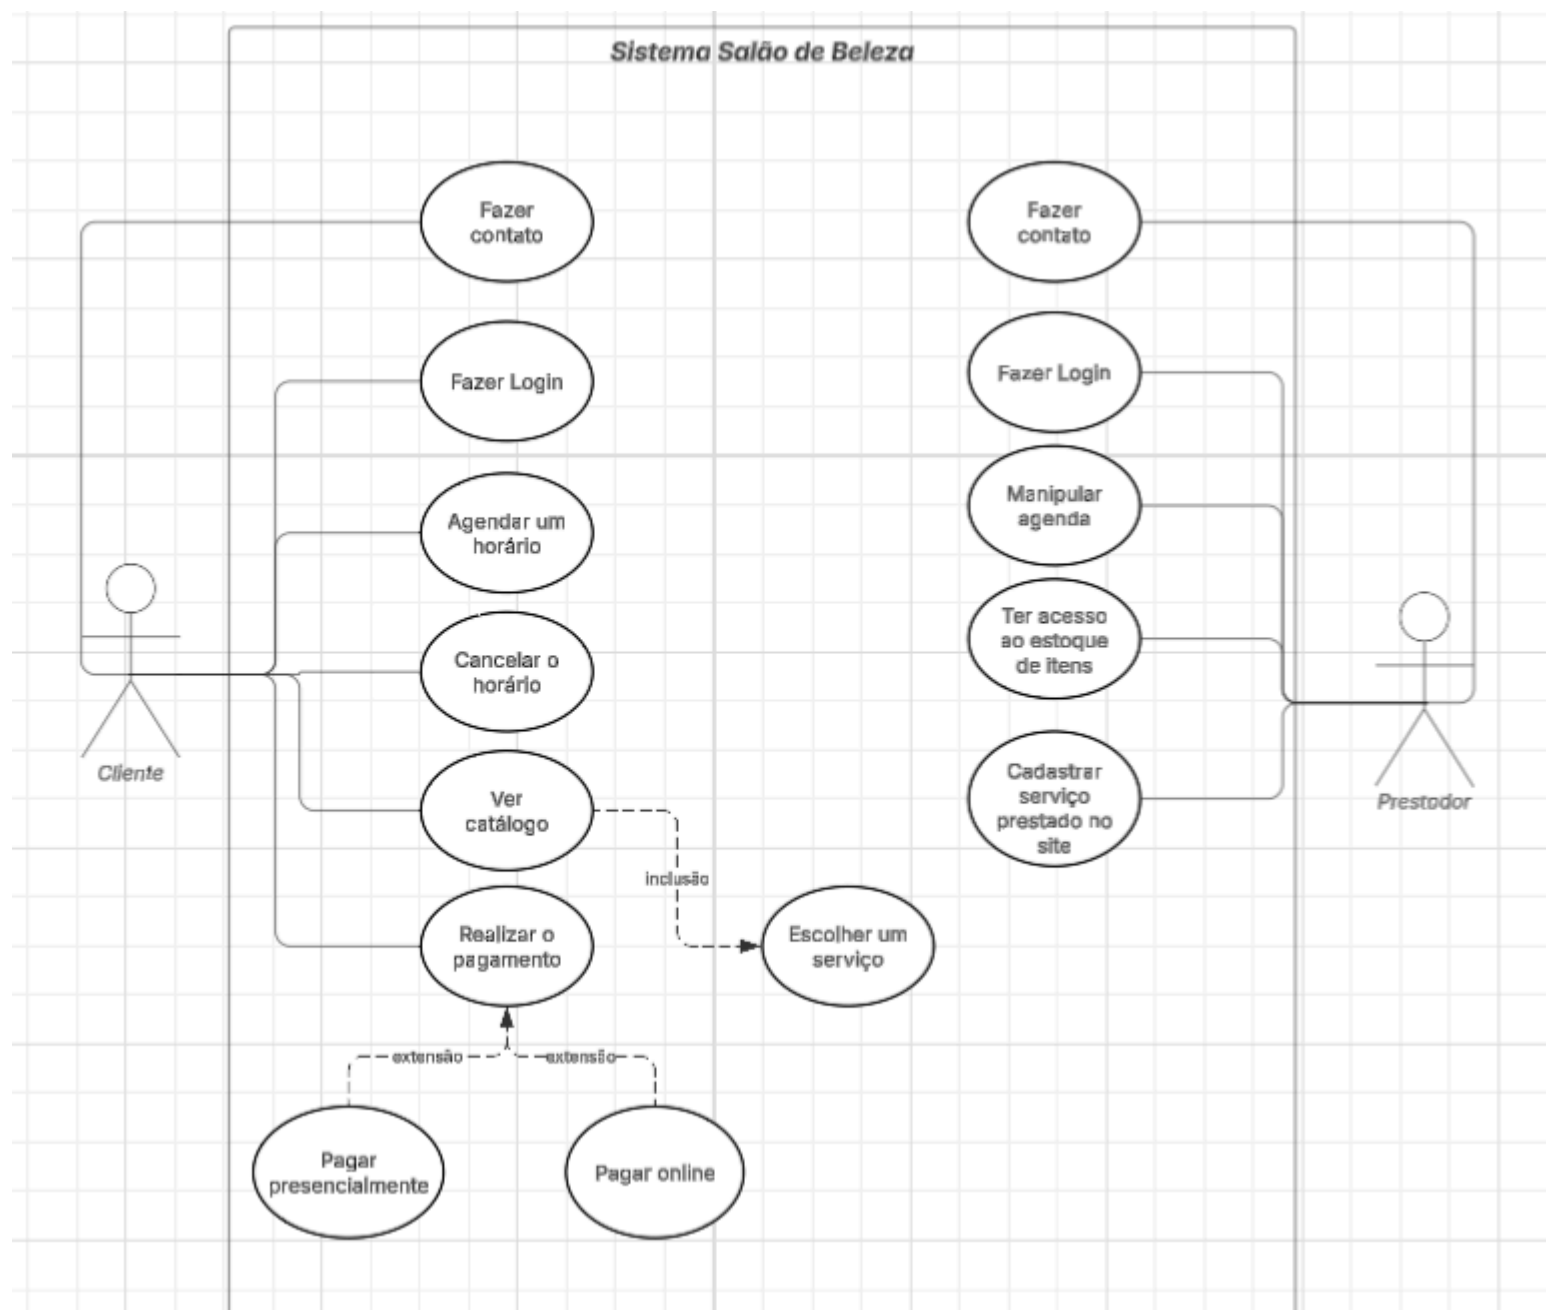 Sistema Salão de Beleza
Fazer
contato
Fazer
contato
Fazer Login
Fazer Login
Agendar um
horário
Manipular
agenda
Cancelar o
horário
Ter acesso
ao estoque
de itens
Cliente
Prestador
Ver
catálogo
Cadastrar
serviço
prestado no
site
inclusão
Realizar o
pagamento
Escolher um
serviço
extensão
extensão
Pagar
presencialmente
Pagar online